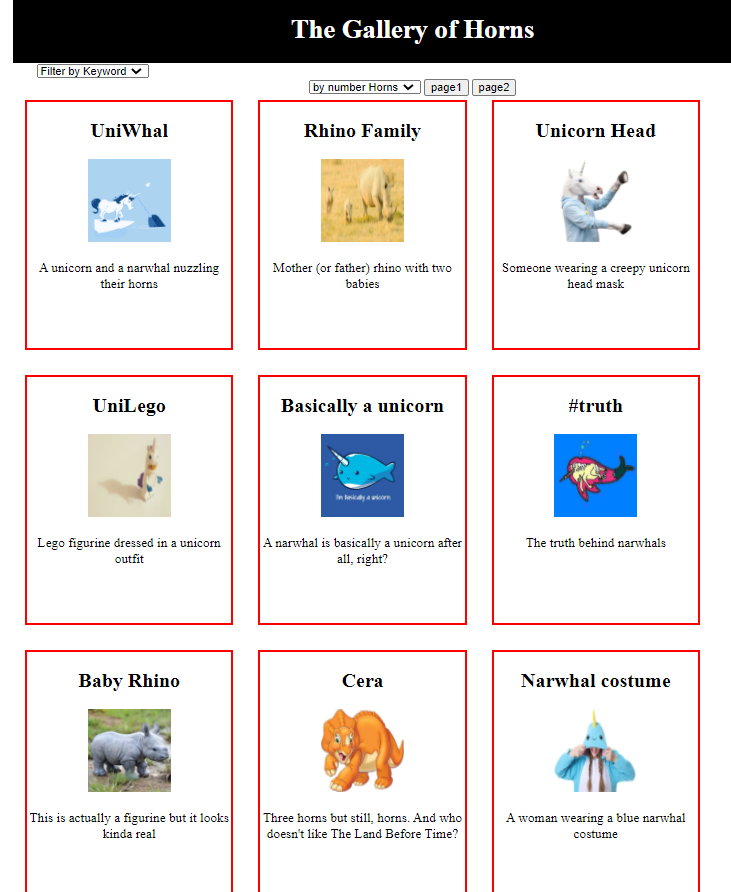 The Gallery of Horns
Filter by Keyword
by number Horns
page1
page2
UniWhal
A unicorn and a narwhal nuzzling
their horns
Rhino Family
Mother (or father) rhino with two
babies
Unicorn Head
Someone wearing a creepy unicorn
head mask
UniLego
Lego figurine dressed in a unicorn
outfit
Basically a unicorn
I'm basically a unicorn
A narwhal is basically a unicorn after
all, right?
#truth
The truth behind narwhals
Baby Rhino
This is actually a figurine but it looks
kinda real
Cera
Three horns but still, horns. And who
doesn't like The Land Before Time?
Narwhal costume
A woman wearing a blue narwhal
costume